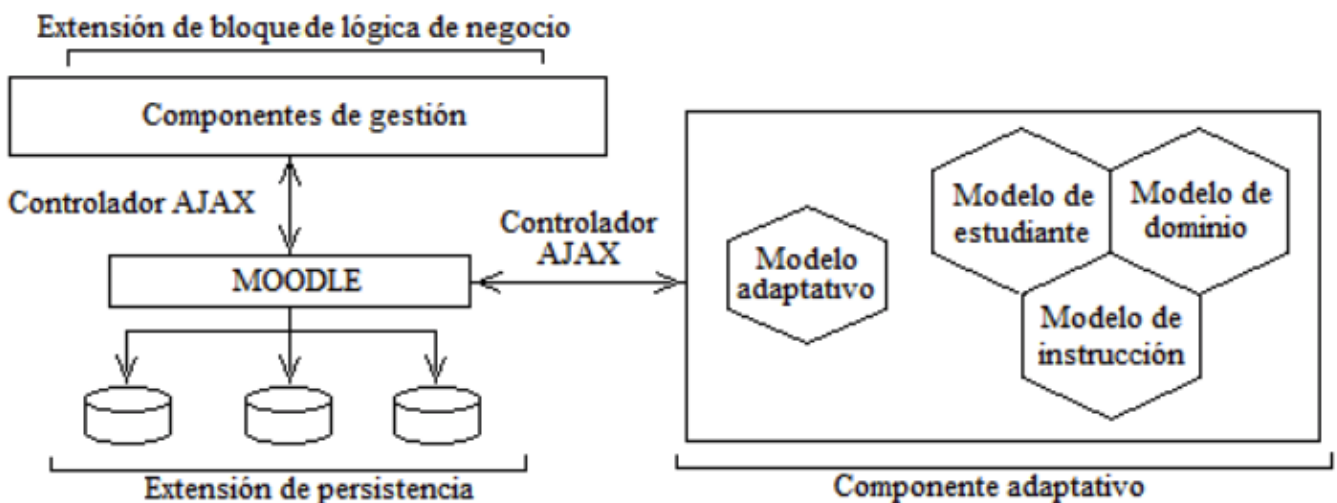 Extensión de bloque de lógica de negocio
Componentes de gestión
Controlador AJAX
MOODLE
Extensión de persistencia
Controlador
AJAX
Modelo
adaptativo
Modelo de
estudiante
Modelo de
dominio
Modelo de
instrucción
Componente adaptativo